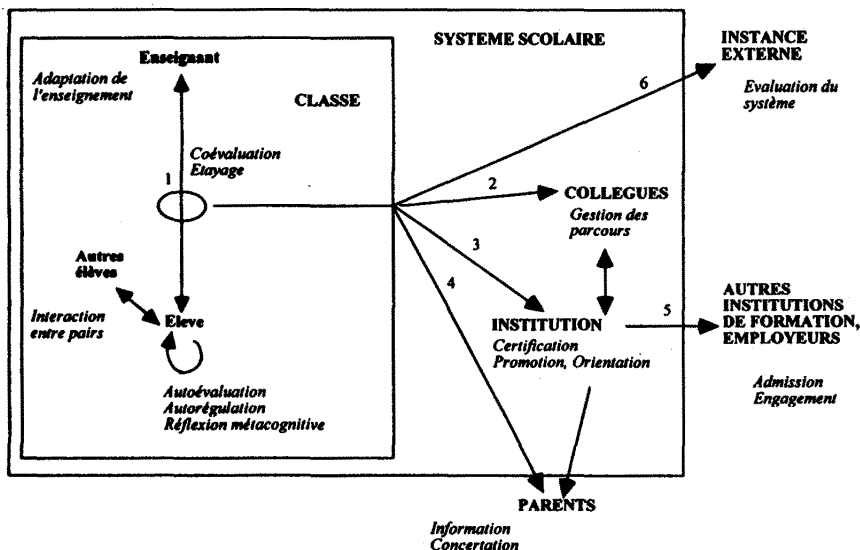 SYSTEME SCOLAIRE
INSTANCE
EXTERNE
Enseignant
Adaptation de
l'enseignement
CLASSE
6
Evaluation du
système
Coévaluation
Etayage
1
2
COLLEGUES
Gestion des
parcours
3
4
Autres
élèves
Interaction
entre pairs
Eleve
INSTITUTION
Certification
Promotion, Orientation
5
AUTRES
INSTITUTIONS
DE FORMATION,
EMPLOYEURS
Admission
Engagement
Autoévaluation
Autorégulation
Réflexion métacognitive
PARENTS
Information
Concertation